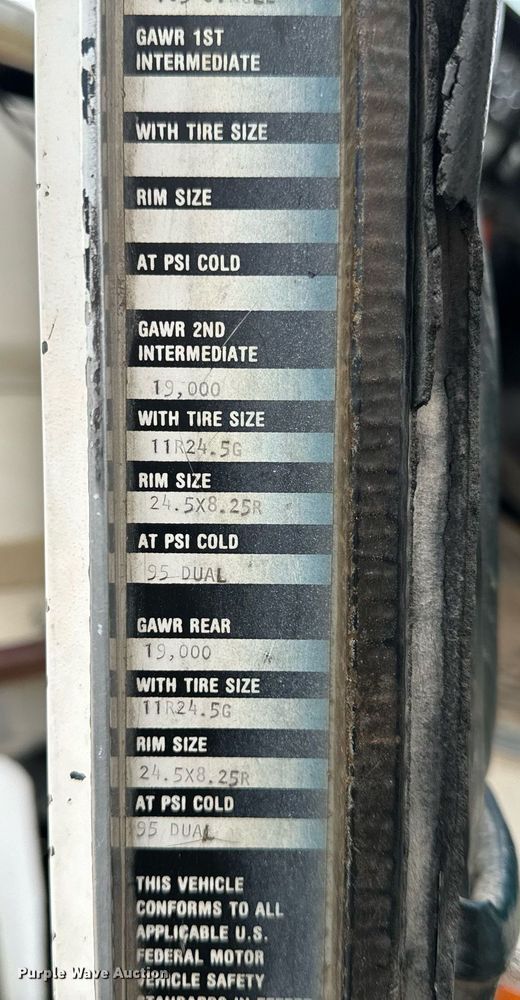 GAWR 1ST
INTERMEDIATE
WITH TIRE SIZE
RIM SIZE
AT PSI COLD
GAWR 2ND
INTERMEDIATE
19,000
WITH TIRE SIZE
11R24.5G
RIM SIZE
24.5X8.25R
AT PSI COLD
95 DUAL
GAWR REAR
19,000
WITH TIRE SIZE
11R24.5G
RIM SIZE
24.5X8.25R
AT PSI COLD
95 DUAL
THIS VEHICLE
CONFORMS TO ALL
APPLICABLE U.S.
FEDERAL MOTOR
VEHICLE SAFETY
Purple Wave Auction